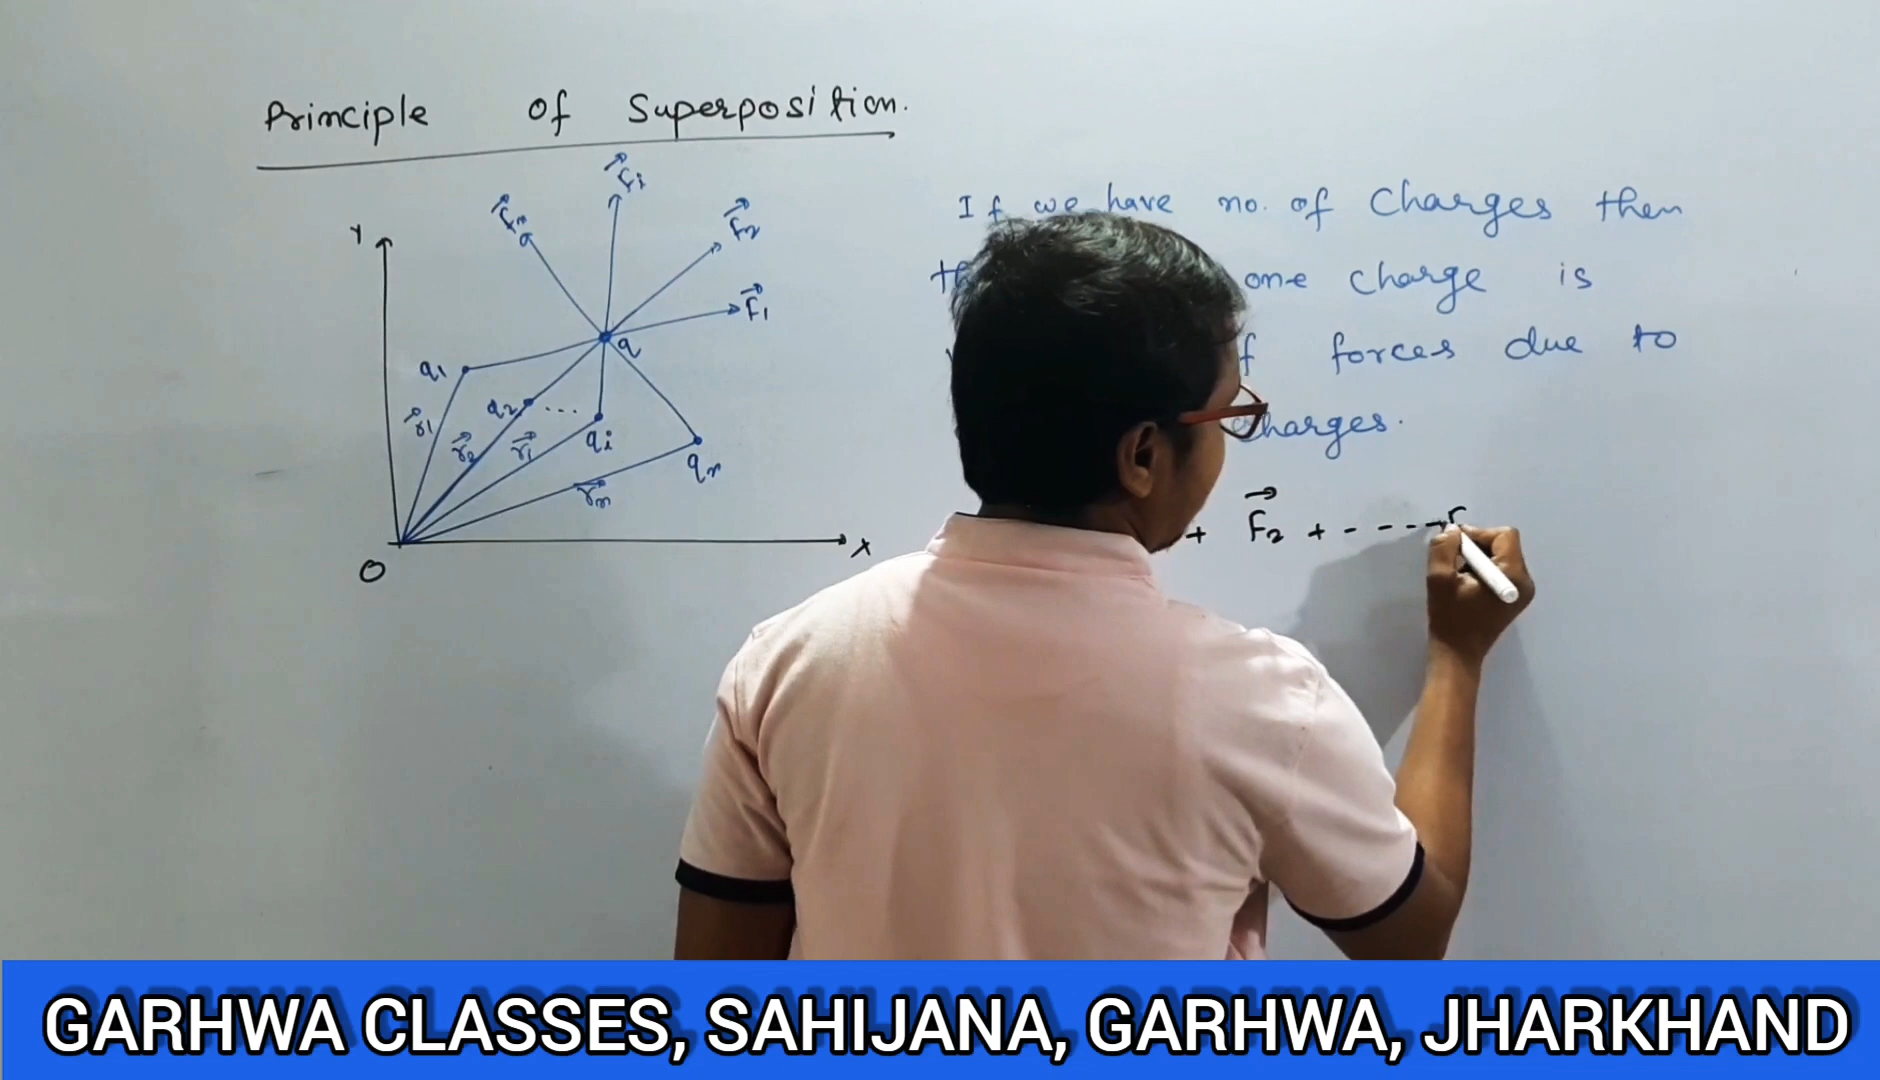 Principle of Superposition.
Y
F⃗n
F⃗i
F⃗2
F⃗1
q
q1
q2 ...
qi
qn
r⃗1
r⃗2
r⃗i
r⃗n
O
X
If we have no. of charges then
one charge is
forces due to
charges.
+ F⃗2 + - - - -
GARHWA CLASSES, SAHIJANA, GARHWA, JHARKHAND